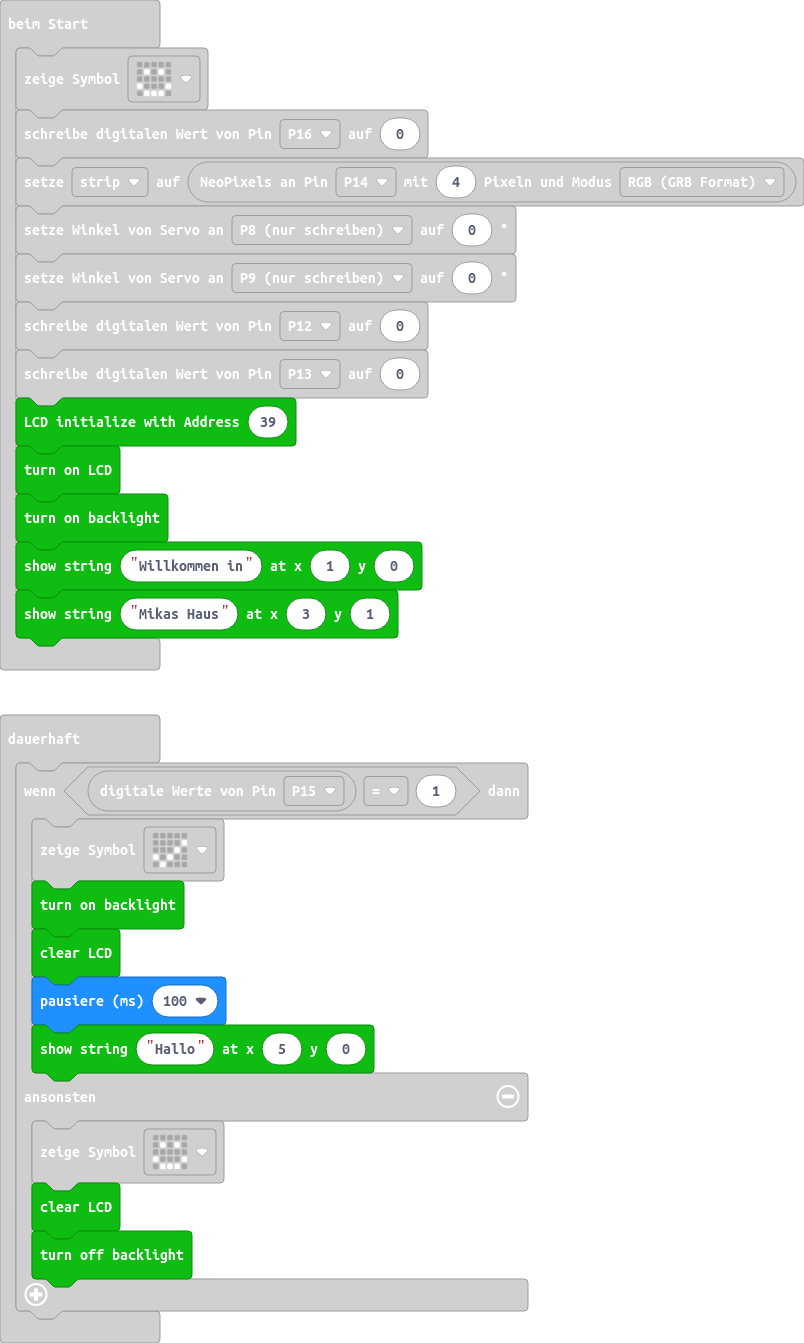 beim Start
zeige Symbol
schreibe digitalen Wert von Pin P16 auf 0
setze strip auf NeoPixels an Pin P14 mit 4 Pixeln und Modus RGB (GRB Format)
setze Winkel von Servo an P8 (nur schreiben) auf 0 °
setze Winkel von Servo an P9 (nur schreiben) auf 0 °
schreibe digitalen Wert von Pin P12 auf 0
schreibe digitalen Wert von Pin P13 auf 0
LCD initialize with Address 39
turn on LCD
turn on backlight
show string "Willkommen in" at x 1 y 0
show string "Mikas Haus" at x 3 y 1
dauerhaft
wenn digitale Werte von Pin P15 = 1 dann
zeige Symbol
turn on backlight
clear LCD
pausiere (ms) 100
show string "Hallo" at x 5 y 0
ansonsten
zeige Symbol
clear LCD
turn off backlight